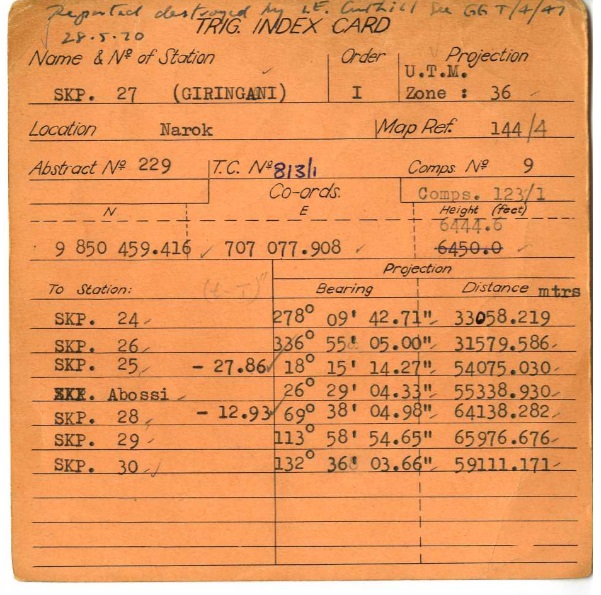 Reported destroyed by LE. Cuthill See GG T/4/47
28.5.70
TRIG. INDEX CARD
Name & Nº of Station Order Projection
U.T.M.
SKP. 27 (GIRINGANI) I Zone : 36
Location Narok Map Ref. 144/4
Abstract Nº 229 T.C. Nº 813/1 Comps Nº 9
Co-ords. Comps. 123/1
N E Height (feet)
6444.6
9 850 459.416 707 077.908 6450.0
Projection
To Station: (t-T)" Bearing Distance mtrs
SKP. 24 278° 09' 42.71" 33058.219
SKP. 26 336° 55' 05.00" 31579.586
SKP. 25 - 27.86 18° 15' 14.27" 54075.030
Abossi 26° 29' 04.33" 55338.930
SKP. 28 - 12.93 69° 38' 04.98" 64138.282
SKP. 29 113° 58' 54.65" 65976.676
SKP. 30 132° 36' 03.66" 59111.171